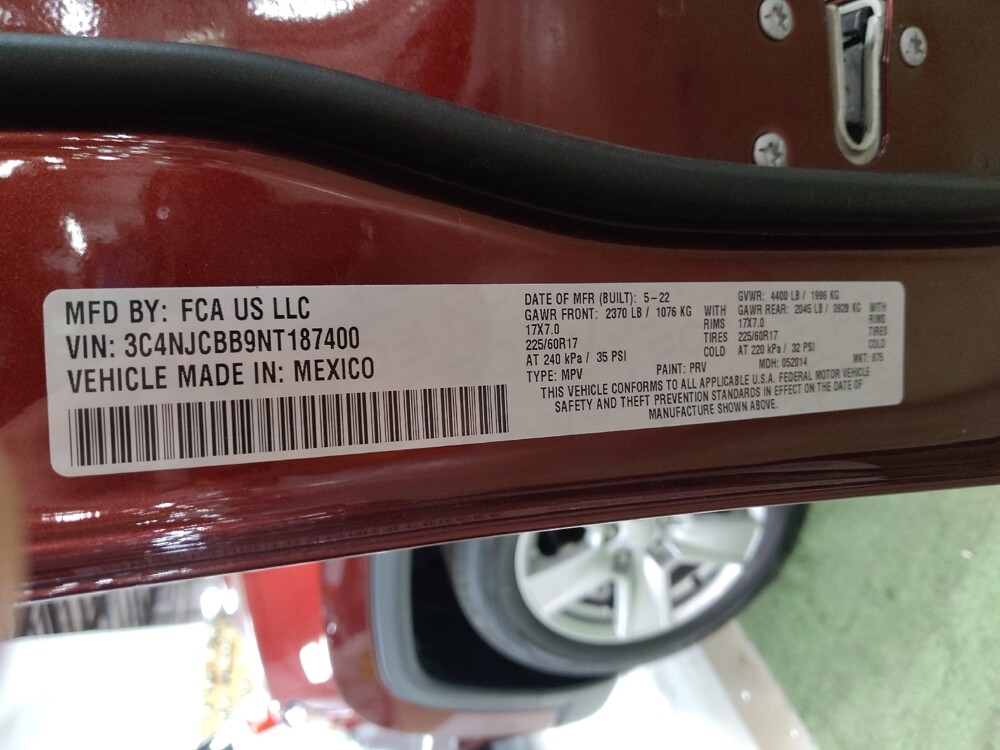 MFD BY: FCA US LLC
VIN: 3C4NJCBB9NT187400
VEHICLE MADE IN: MEXICO
DATE OF MFR (BUILT): 5-22
GAWR FRONT: 2370 LB / 1076 KG WITH
17X7.0 RIMS
225/60R17 TIRES
AT 240 kPa / 35 PSI COLD
GVWR: 4400 LB / 1996 KG
GAWR REAR: 2045 LB / 0928 KG WITH
17X7.0 RIMS
225/60R17 TIRES
AT 220 kPa / 32 PSI COLD
TYPE: MPV PAINT: PRV MDH: 052014 MKT: 875
THIS VEHICLE CONFORMS TO ALL APPLICABLE U.S.A. FEDERAL MOTOR VEHICLE
SAFETY AND THEFT PREVENTION STANDARDS IN EFFECT ON THE DATE OF
MANUFACTURE SHOWN ABOVE.